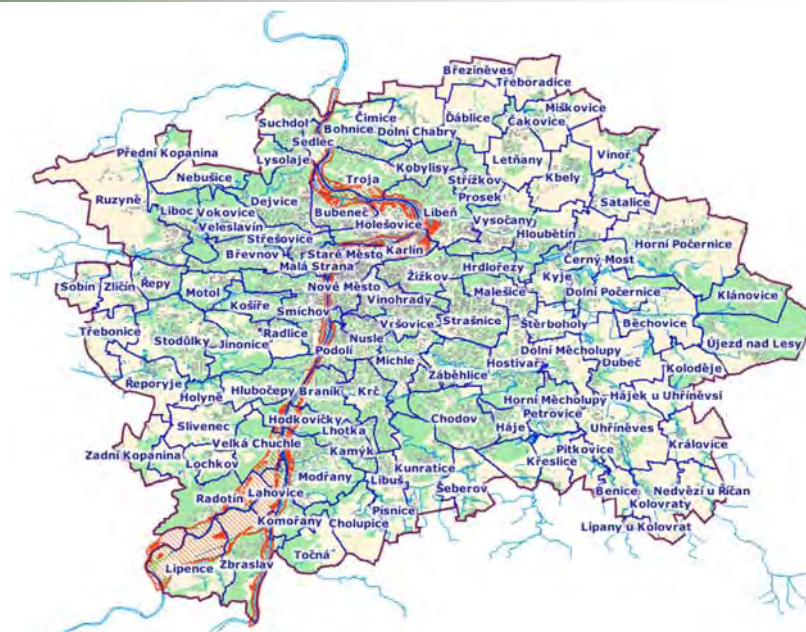 Březiněves
Třeboradice
Miškovice
Čimice
Suchdol
Bohnice
Dolní Chabry
Ďáblice
Čakovice
Sedlec
Přední Kopanina
Lysolaje
Letňany
Vinoř
Kobylisy
Nebušice
Troja
Střížkov
Kbely
Ruzyně
Dejvice
Prosek
Satalice
Liboc
Vokovice
Bubeneč
Libeň
Veleslavín
Holešovice
Vysočany
Hloubětín
Střešovice
Horní Počernice
Břevnov
Staré Město
Karlín
Malá Strana
Hrdlořezy
Černý Most
Žižkov
Kyje
Sobín
Zličín
Řepy
Motol
Nové Město
Malešice
Dolní Počernice
Klánovice
Košíře
Vinohrady
Smíchov
Třebonice
Radlice
Vršovice
Strašnice
Štěrboholy
Běchovice
Stodůlky
Jinonice
Nusle
Újezd nad Lesy
Podolí
Michle
Dolní Měcholupy
Hostivař
Dubeč
Záběhlice
Koloděje
Řeporyje
Holyně
Hlubočepy
Braník
Krč
Horní Měcholupy
Hájek u Uhříněvsi
Chodov
Petrovice
Hodkovičky
Háje
Slivenec
Lhotka
Uhříněves
Velká Chuchle
Královice
Zadní Kopanina
Kamýk
Pitkovice
Lochkov
Kunratice
Křeslice
Modřany
Libuš
Šeberov
Benice
Nedvězí u Říčan
Radotín
Lahovice
Kolovraty
Písnice
Komořany
Cholupice
Lipany u Kolovrat
Točná
Lipence
Zbraslav